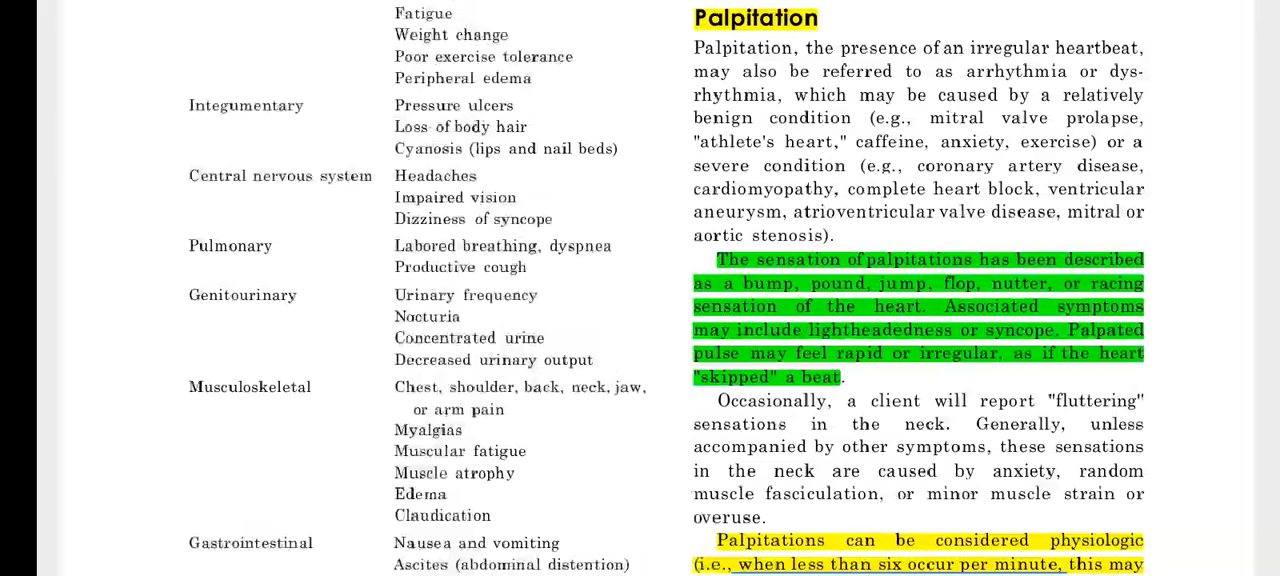 Fatigue
Weight change
Poor exercise tolerance
Peripheral edema
Integumentary Pressure ulcers
Loss of body hair
Cyanosis (lips and nail beds)
Central nervous system Headaches
Impaired vision
Dizziness of syncope
Pulmonary Labored breathing, dyspnea
Productive cough
Genitourinary Urinary frequency
Nocturia
Concentrated urine
Decreased urinary output
Musculoskeletal Chest, shoulder, back, neck, jaw,
or arm pain
Myalgias
Muscular fatigue
Muscle atrophy
Edema
Claudication
Gastrointestinal Nausea and vomiting
Ascites (abdominal distention)
Palpitation
Palpitation, the presence of an irregular heartbeat,
may also be referred to as arrhythmia or dys-
rhythmia, which may be caused by a relatively
benign condition (e.g., mitral valve prolapse,
"athlete's heart," caffeine, anxiety, exercise) or a
severe condition (e.g., coronary artery disease,
cardiomyopathy, complete heart block, ventricular
aneurysm, atrioventricular valve disease, mitral or
aortic stenosis).
The sensation of palpitations has been described
as a bump, pound, jump, flop, nutter, or racing
sensation of the heart. Associated symptoms
may include lightheadedness or syncope. Palpated
pulse may feel rapid or irregular, as if the heart
"skipped" a beat.
Occasionally, a client will report "fluttering"
sensations in the neck. Generally, unless
accompanied by other symptoms, these sensations
in the neck are caused by anxiety, random
muscle fasciculation, or minor muscle strain or
overuse.
Palpitations can be considered physiologic
(i.e., when less than six occur per minute, this may